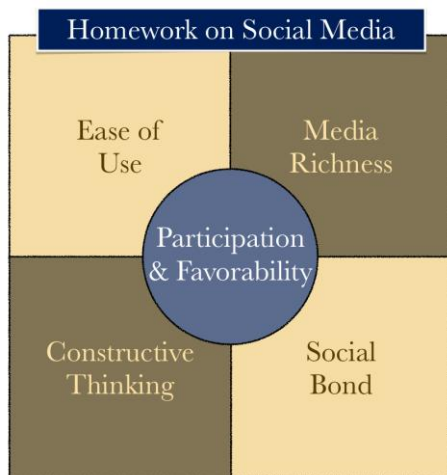 Homework on Social Media
Ease of
Use
Media
Richness
Participation
& Favorability
Constructive
Thinking
Social
Bond